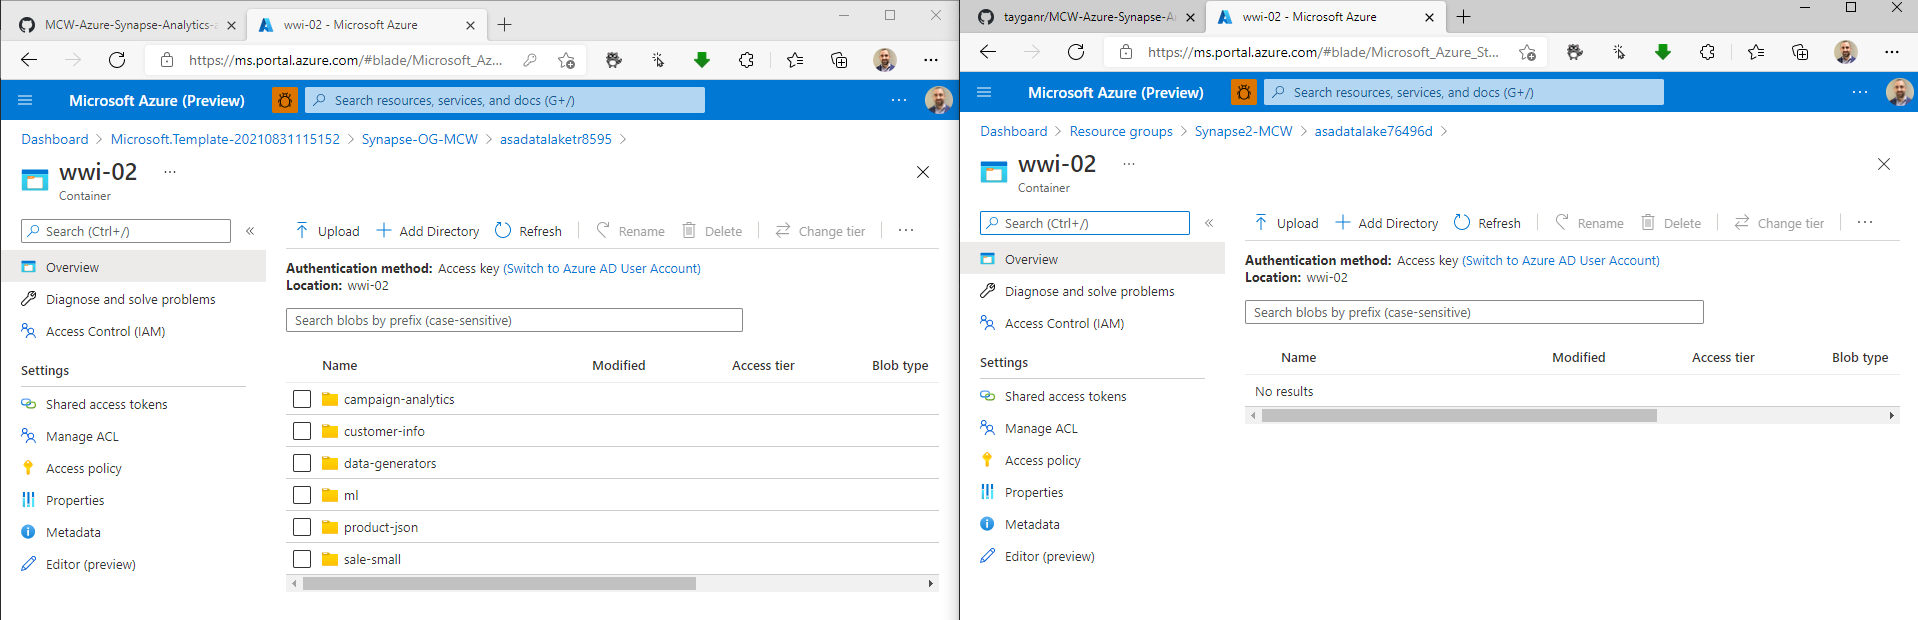 MCW-Azure-Synapse-Analytics-a
wwi-02 - Microsoft Azure
https://ms.portal.azure.com/#blade/Microsoft_Az...
Microsoft Azure (Preview)
Search resources, services, and docs (G+/)
Dashboard > Microsoft.Template-20210831115152 > Synapse-OG-MCW > asadatalaketr8595 >
wwi-02 ...
Container
Search (Ctrl+/)
«
Overview
Diagnose and solve problems
Access Control (IAM)
Settings
Shared access tokens
Manage ACL
Access policy
Properties
Metadata
Editor (preview)
Upload Add Directory Refresh Rename Delete Change tier ...
Authentication method: Access key (Switch to Azure AD User Account)
Location: wwi-02
Search blobs by prefix (case-sensitive)
Name Modified Access tier Blob type
campaign-analytics
customer-info
data-generators
ml
product-json
sale-small
tayganr/MCW-Azure-Synapse-A
wwi-02 - Microsoft Azure
https://ms.portal.azure.com/#blade/Microsoft_Azure_St...
Microsoft Azure (Preview)
Search resources, services, and docs (G+/)
Dashboard > Resource groups > Synapse2-MCW > asadatalake76496d >
wwi-02 ...
Container
Search (Ctrl+/)
«
Overview
Diagnose and solve problems
Access Control (IAM)
Settings
Shared access tokens
Manage ACL
Access policy
Properties
Metadata
Editor (preview)
Upload Add Directory Refresh Rename Delete Change tier ...
Authentication method: Access key (Switch to Azure AD User Account)
Location: wwi-02
Search blobs by prefix (case-sensitive)
Name Modified Access tier Blob type
No results